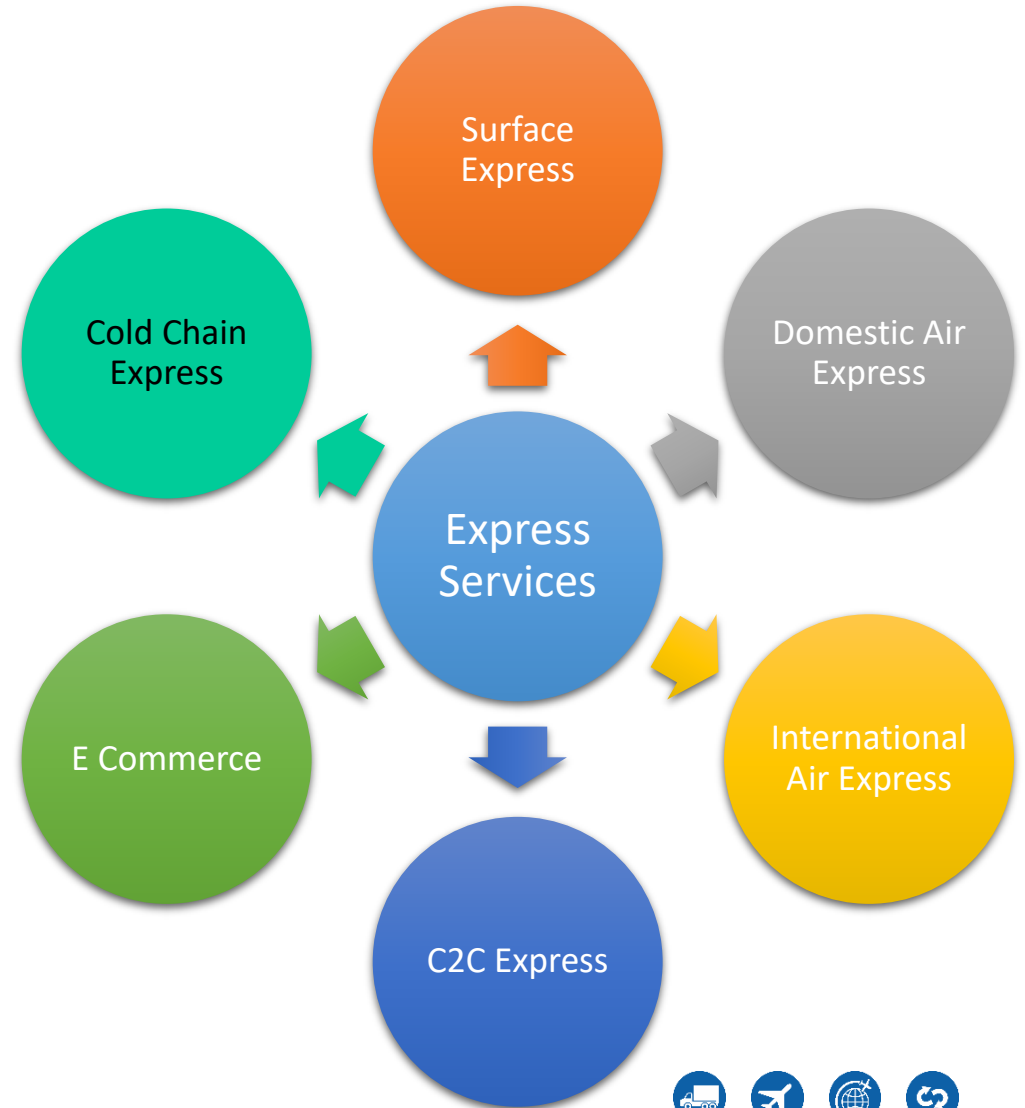 Surface
Express
Domestic Air
Express
International
Air Express
C2C Express
E Commerce
Cold Chain
Express
Express
Services